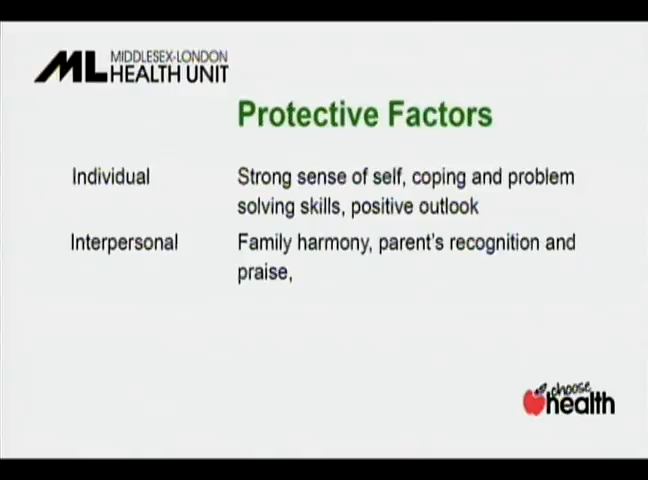 ML MIDDLESEX-LONDON
HEALTH UNIT
Protective Factors
Individual Strong sense of self, coping and problem
solving skills, positive outlook
Interpersonal Family harmony, parent's recognition and
praise,
choose
health